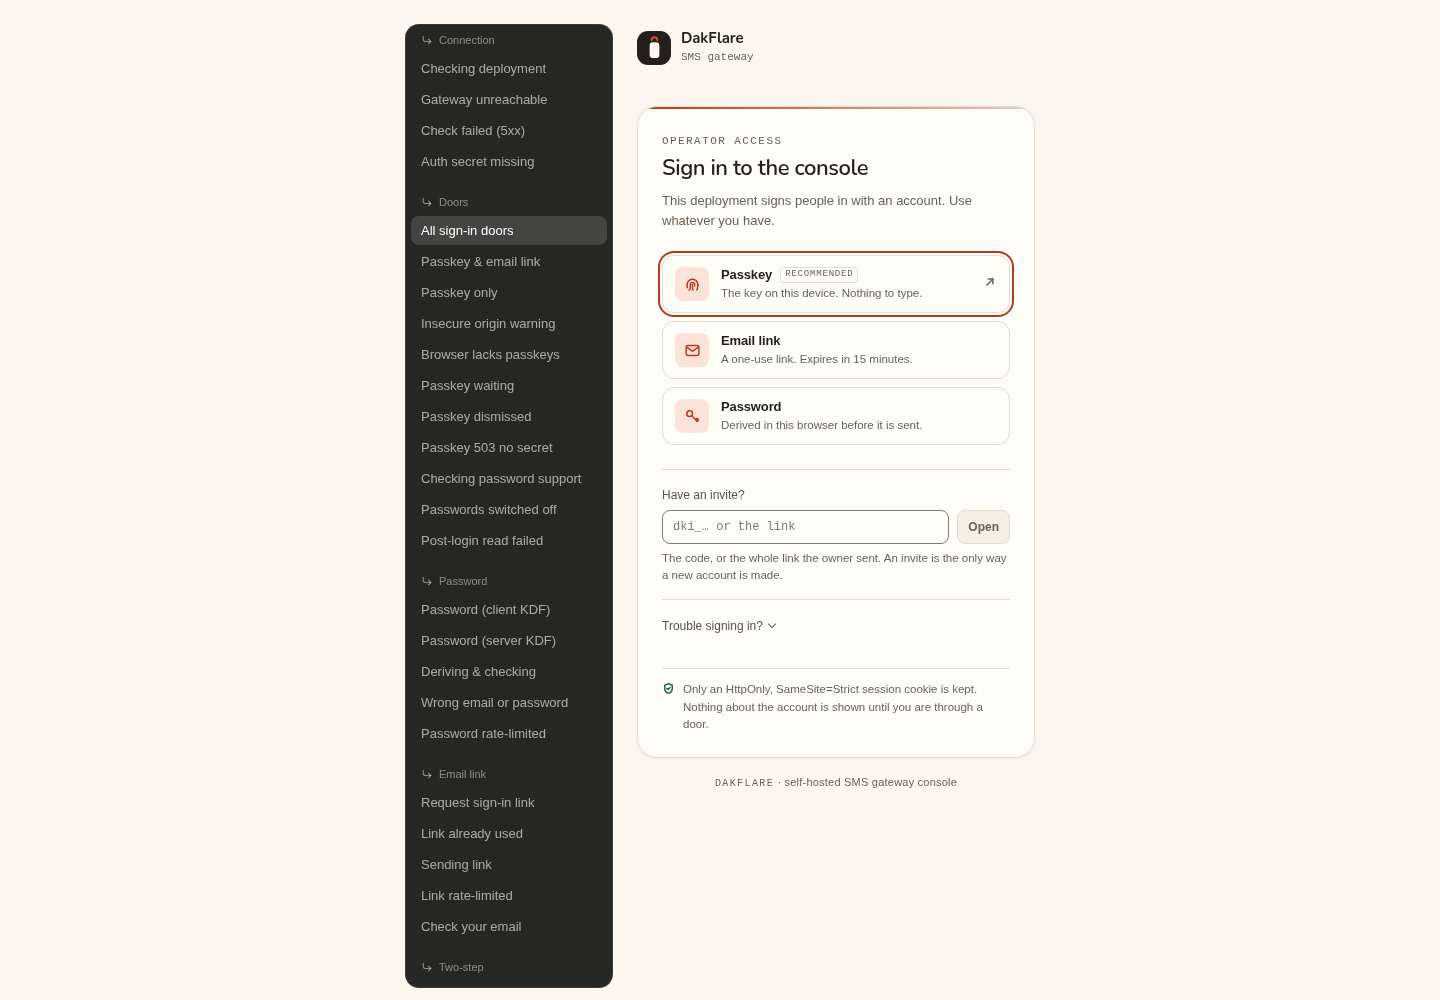 Connection
Checking deployment
Gateway unreachable
Check failed (5xx)
Auth secret missing
Doors
All sign-in doors
Passkey & email link
Passkey only
Insecure origin warning
Browser lacks passkeys
Passkey waiting
Passkey dismissed
Passkey 503 no secret
Checking password support
Passwords switched off
Post-login read failed
Password
Password (client KDF)
Password (server KDF)
Deriving & checking
Wrong email or password
Password rate-limited
Email link
Request sign-in link
Link already used
Sending link
Link rate-limited
Check your email
Two-step
DakFlare
SMS gateway
OPERATOR ACCESS
Sign in to the console
This deployment signs people in with an account. Use
whatever you have.
Passkey RECOMMENDED
The key on this device. Nothing to type.
Email link
A one-use link. Expires in 15 minutes.
Password
Derived in this browser before it is sent.
Have an invite?
dki_… or the link
Open
The code, or the whole link the owner sent. An invite is the only way
a new account is made.
Trouble signing in?
Only an HttpOnly, SameSite=Strict session cookie is kept.
Nothing about the account is shown until you are through a
door.
DAKFLARE · self-hosted SMS gateway console